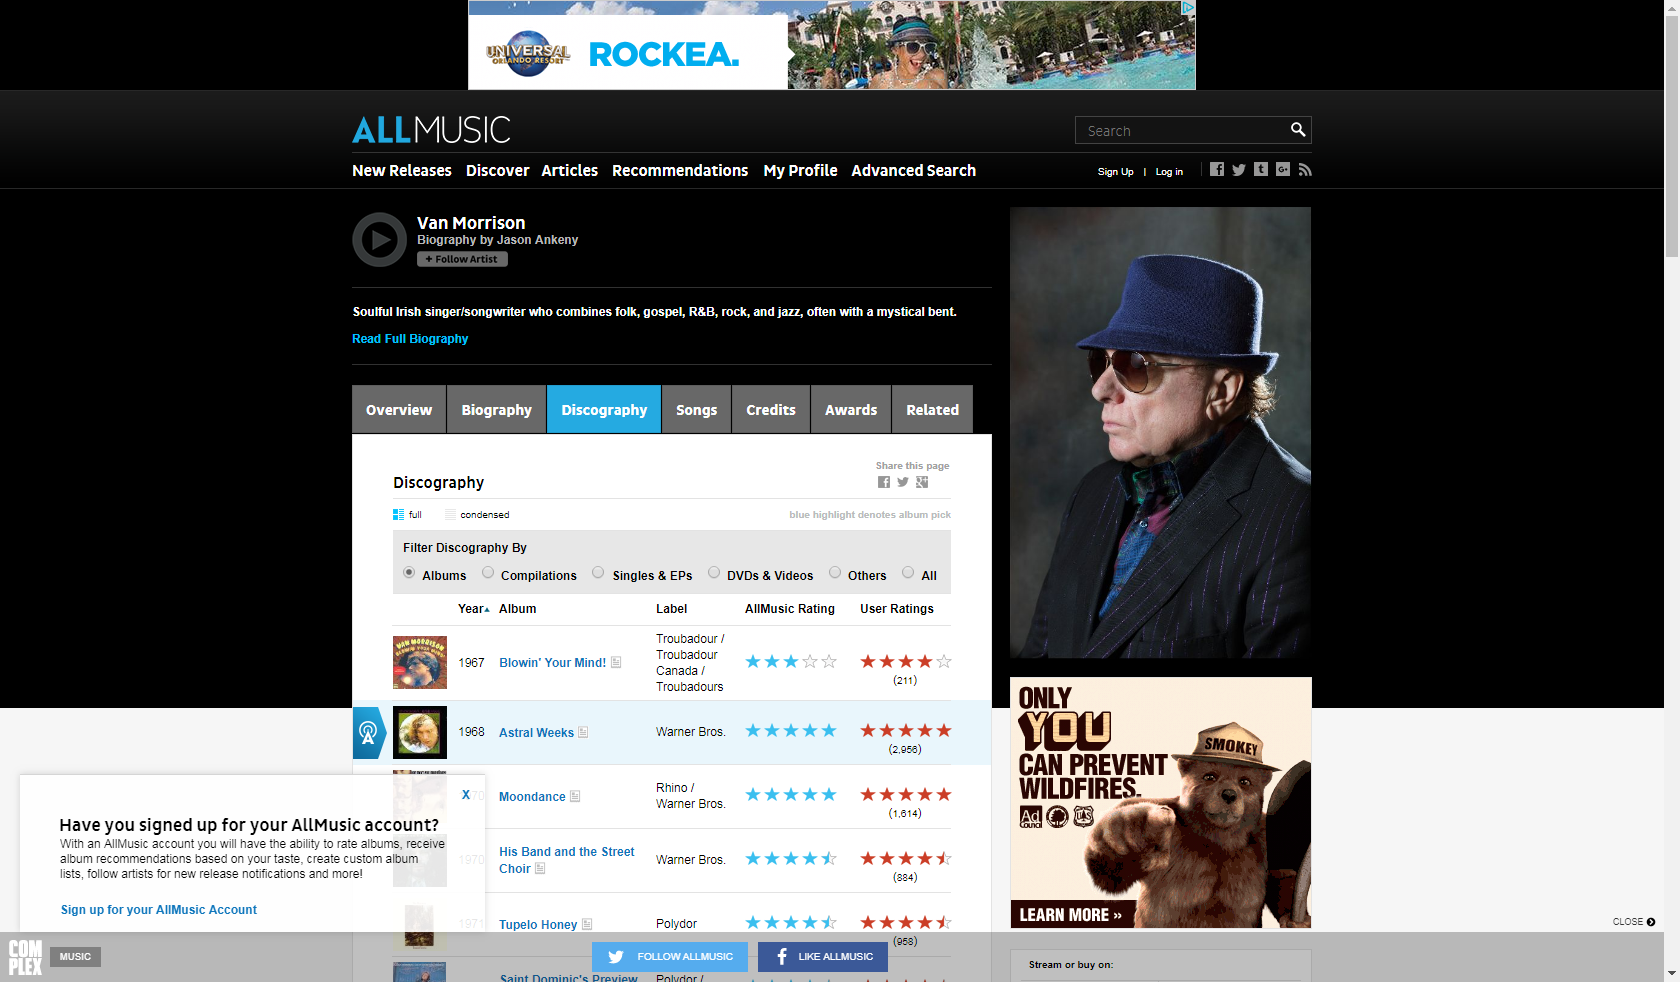 UNIVERSAL
ORLANDO RESORT
ROCKEA.
ALLMUSIC
Search
New Releases Discover Articles Recommendations My Profile Advanced Search
Sign Up | Log in
Van Morrison
Biography by Jason Ankeny
+ Follow Artist
Soulful Irish singer/songwriter who combines folk, gospel, R&B, rock, and jazz, often with a mystical bent.
Read Full Biography
Overview Biography Discography Songs Credits Awards Related
Share this page
Discography
full condensed blue highlight denotes album pick
Filter Discography By
Albums Compilations Singles & EPs DVDs & Videos Others All
Year Album Label AllMusic Rating User Ratings
VAN MORRISON
BLOWIN' YOUR MIND!
1967 Blowin' Your Mind! Troubadour /
Troubadour
Canada /
Troubadours
(211)
1968 Astral Weeks Warner Bros.
(2,956)
1970 Moondance Rhino /
Warner Bros.
(1,614)
1970 His Band and the Street
Choir Warner Bros.
(884)
1971 Tupelo Honey Polydor
(958)
Saint Dominic's Preview Polydor /
X
Have you signed up for your AllMusic account?
With an AllMusic account you will have the ability to rate albums, receive
album recommendations based on your taste, create custom album
lists, follow artists for new release notifications and more!
Sign up for your AllMusic Account
ONLY
YOU
CAN PREVENT
WILDFIRES.
SMOKEY
Ad
Council
LEARN MORE »
CLOSE
COMPLEX
MUSIC
FOLLOW ALLMUSIC
LIKE ALLMUSIC
Stream or buy on: